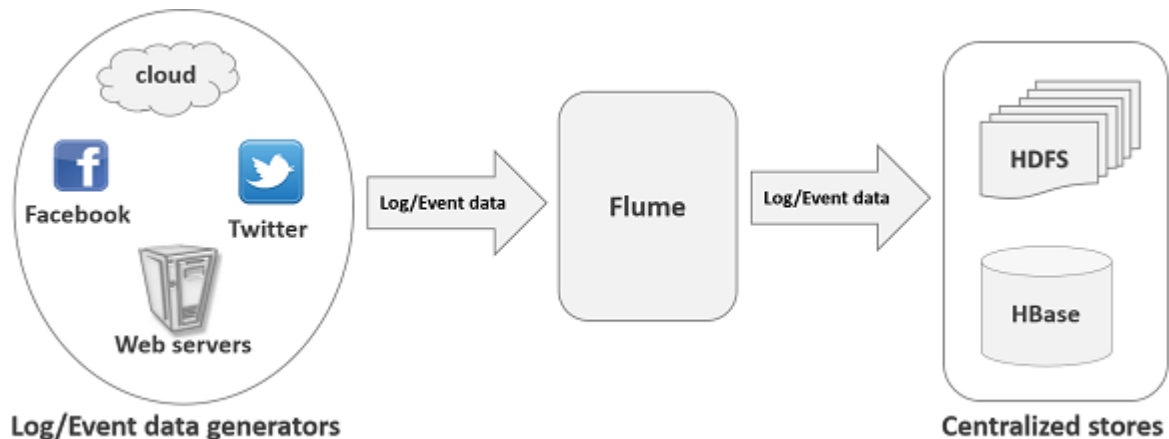 cloud
Facebook
Twitter
Web servers
Log/Event data generators
Log/Event data
Flume
Log/Event data
HDFS
HBase
Centralized stores